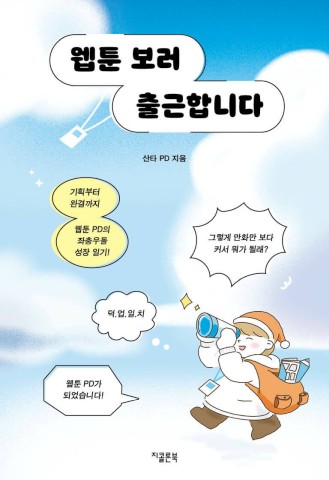 웹툰 보러
출근합니다
산타 PD 지음
기획부터
완결까지
웹툰 PD의
좌충우돌
성장 일기!
그렇게 만화만 보다
커서 뭐가 될래?
덕,업,일,치
웹툰 PD가
되었습니다!
지콜론북